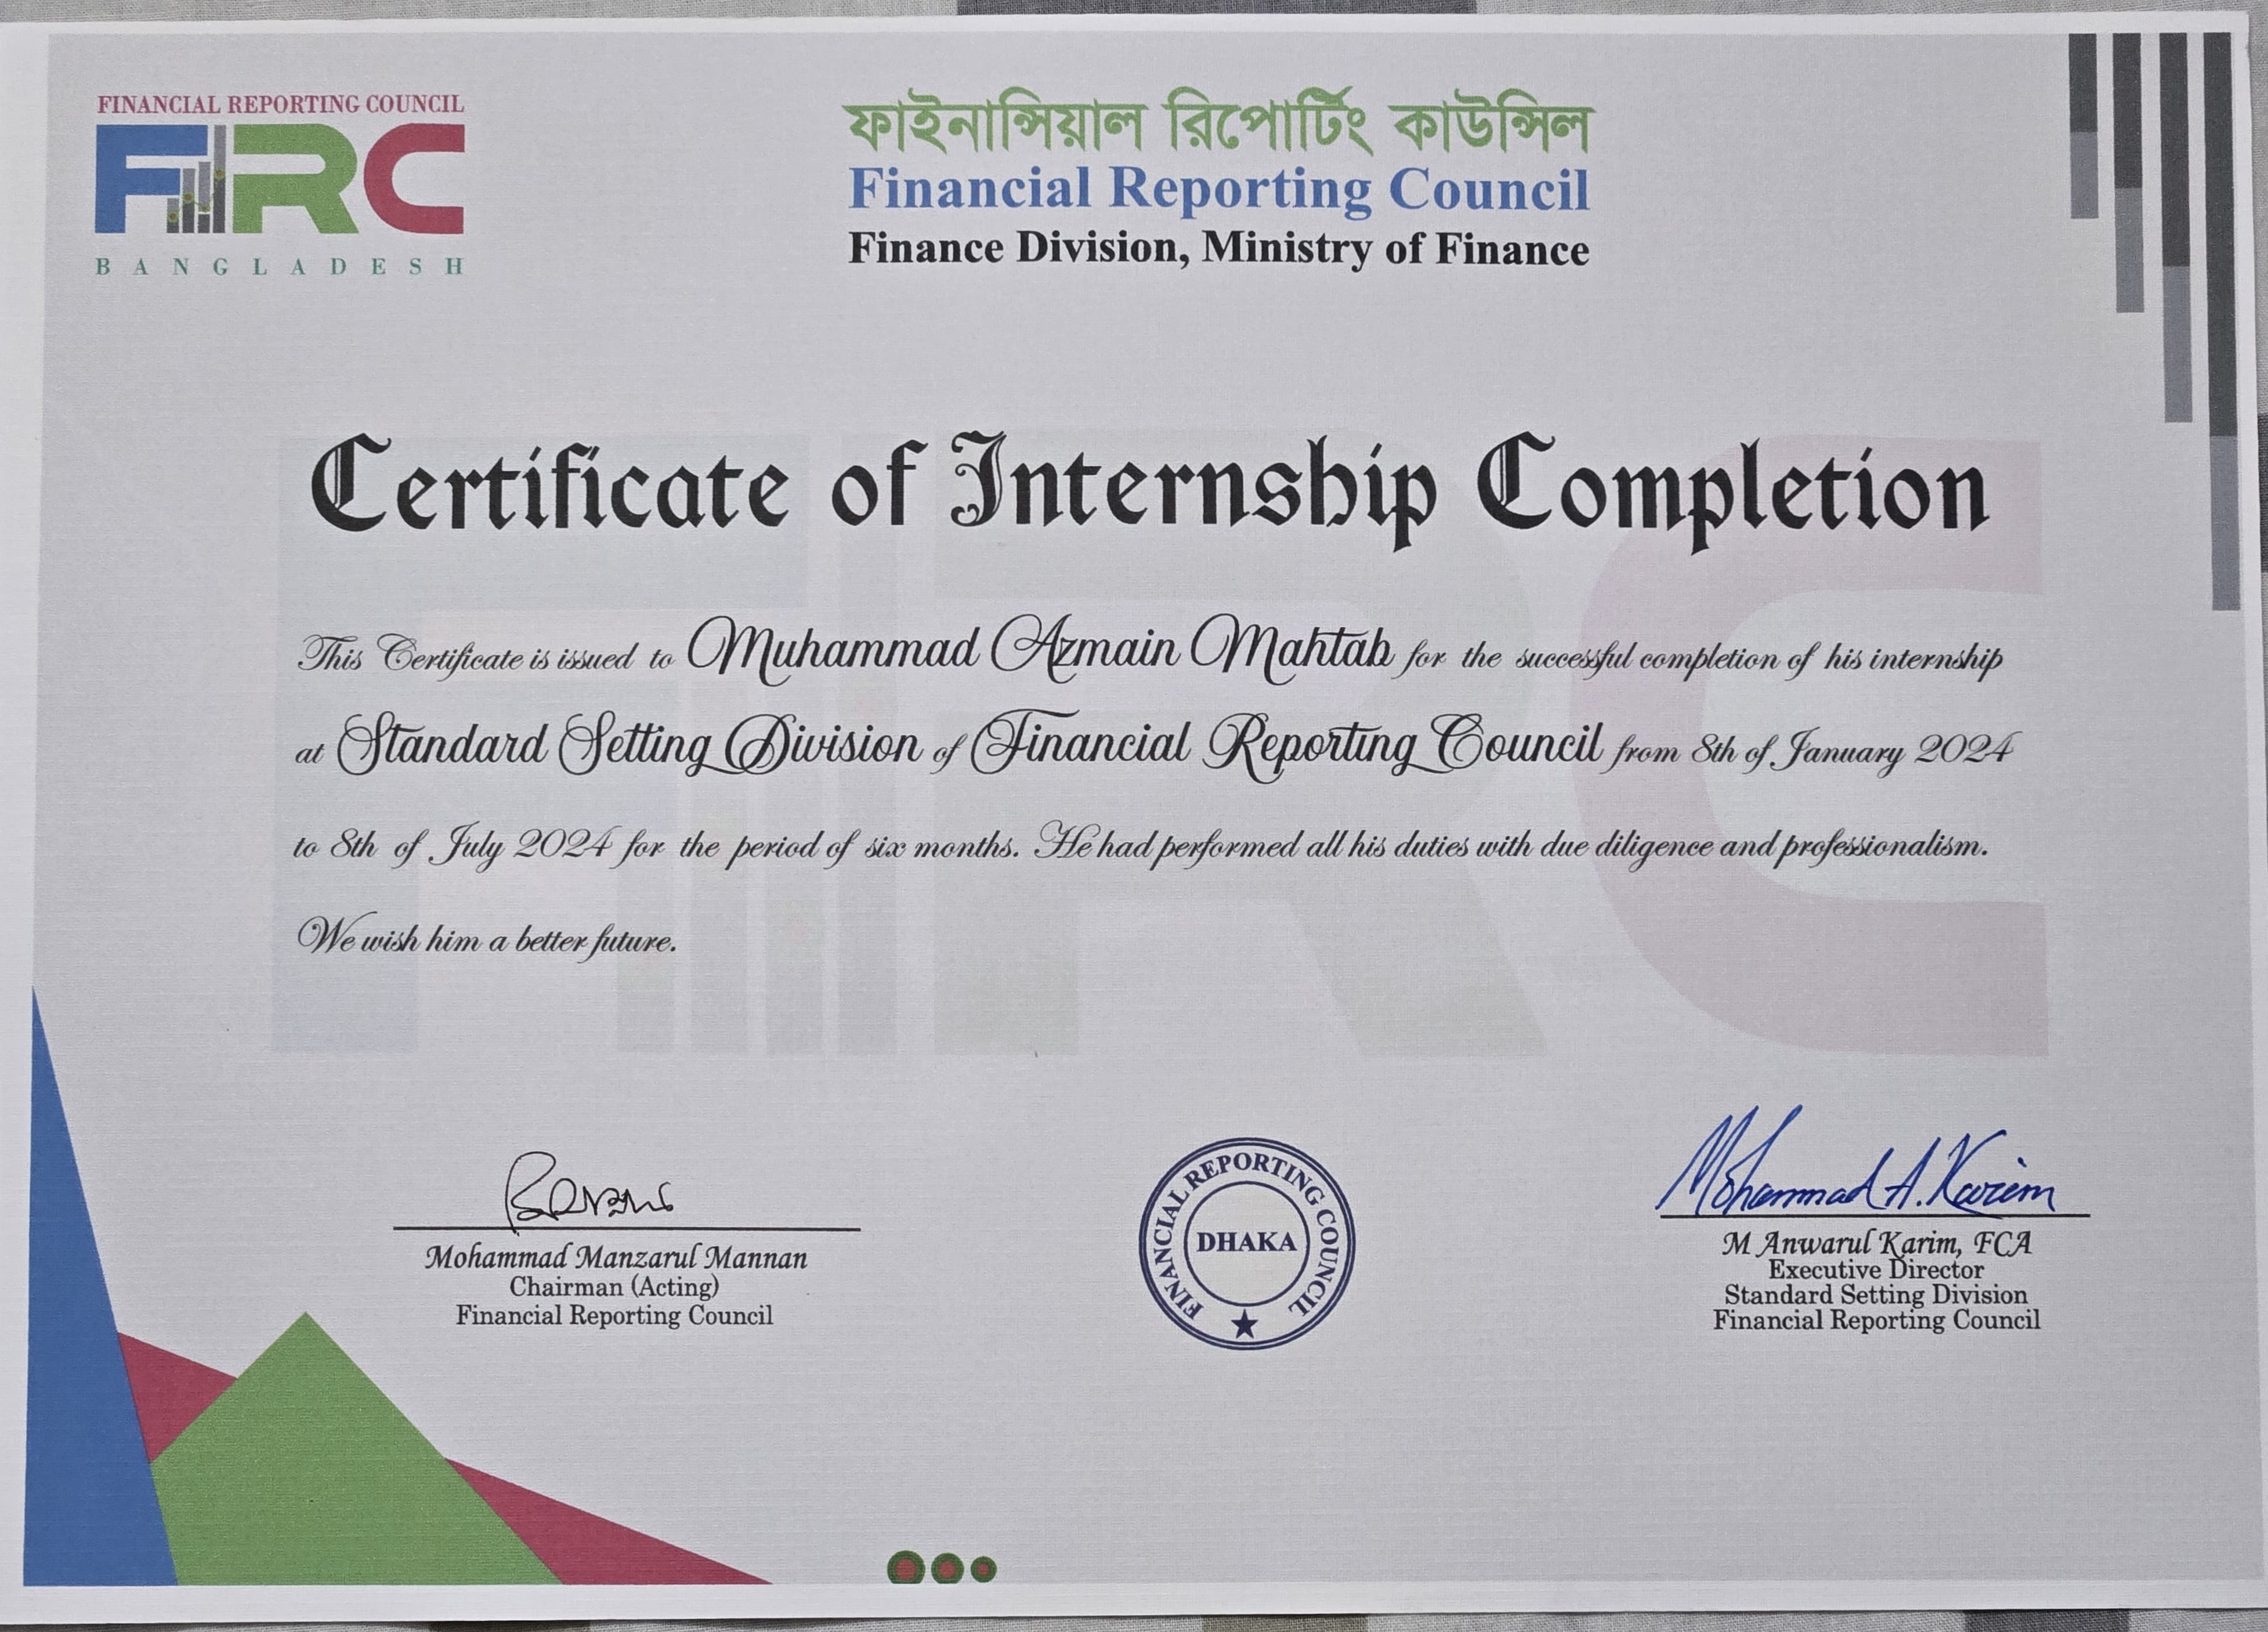 FINANCIAL REPORTING COUNCIL
FRC
BANGLADESH
ফাইনান্সিয়াল রিপোর্টিং কাউন্সিল
Financial Reporting Council
Finance Division, Ministry of Finance
Certificate of Internship Completion
This Certificate is issued to Muhammad Azmain Mahtab for the successful completion of his internship
at Standard Setting Division of Financial Reporting Council from 8th of January 2024
to 8th of July 2024 for the period of six months. He had performed all his duties with due diligence and professionalism.
We wish him a better future.
Mohammad Manzarul Mannan
Chairman (Acting)
Financial Reporting Council
FINANCIAL REPORTING COUNCIL
DHAKA
Mohammad A. Karim
M Anwarul Karim, FCA
Executive Director
Standard Setting Division
Financial Reporting Council